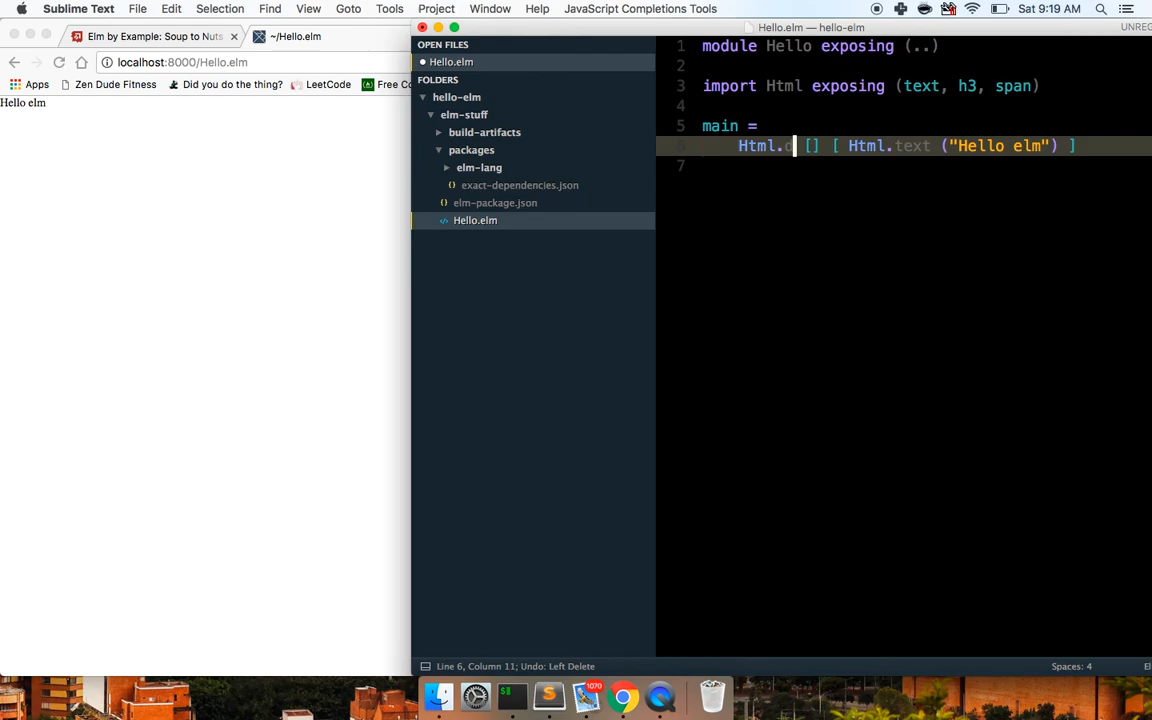 Sublime Text File Edit Selection Find View Goto Tools Project Window Help JavaScript Completions Tools Sat 9:19 AM
Elm by Example: Soup to Nuts
~/Hello.elm
localhost:8000/Hello.elm
Apps Zen Dude Fitness Did you do the thing? LeetCode Free Co
Hello elm
Hello.elm — hello-elm
UNREG
OPEN FILES
Hello.elm
FOLDERS
hello-elm
elm-stuff
build-artifacts
packages
elm-lang
{} exact-dependencies.json
{} elm-package.json
</> Hello.elm
1 module Hello exposing (..)
2
3 import Html exposing (text, h3, span)
4
5 main =
6 Html.d [] [ Html.text ("Hello elm") ]
7
Line 6, Column 11; Undo: Left Delete
Spaces: 4
El
1070